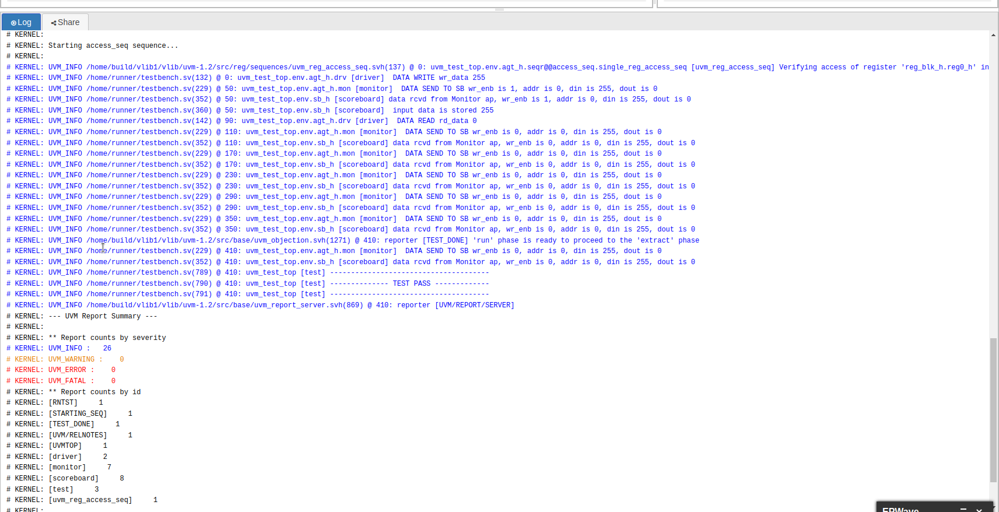 Log
Share
# KERNEL:
# KERNEL: Starting access_seq sequence...
# KERNEL:
# KERNEL: UVM_INFO /home/build/vlib1/vlib/uvm-1.2/src/reg/sequences/uvm_reg_access_seq.svh(137) @ 0: uvm_test_top.env.agt_h.seqr@@access_seq.single_reg_access_seq [uvm_reg_access_seq] Verifying access of register 'reg_blk_h.reg0_h' in
# KERNEL: UVM_INFO /home/runner/testbench.sv(132) @ 0: uvm_test_top.env.agt_h.drv [driver]  DATA WRITE wr_data 255
# KERNEL: UVM_INFO /home/runner/testbench.sv(229) @ 50: uvm_test_top.env.agt_h.mon [monitor]  DATA SEND TO SB wr_enb is 1, addr is 0, din is 255, dout is 0
# KERNEL: UVM_INFO /home/runner/testbench.sv(352) @ 50: uvm_test_top.env.sb_h [scoreboard] data rcvd from Monitor ap, wr_enb is 1, addr is 0, din is 255, dout is 0
# KERNEL: UVM_INFO /home/runner/testbench.sv(360) @ 50: uvm_test_top.env.sb_h [scoreboard]  input data is stored 255
# KERNEL: UVM_INFO /home/runner/testbench.sv(142) @ 90: uvm_test_top.env.agt_h.drv [driver]  DATA READ rd_data 0
# KERNEL: UVM_INFO /home/runner/testbench.sv(229) @ 110: uvm_test_top.env.agt_h.mon [monitor]  DATA SEND TO SB wr_enb is 0, addr is 0, din is 255, dout is 0
# KERNEL: UVM_INFO /home/runner/testbench.sv(352) @ 110: uvm_test_top.env.sb_h [scoreboard] data rcvd from Monitor ap, wr_enb is 0, addr is 0, din is 255, dout is 0
# KERNEL: UVM_INFO /home/runner/testbench.sv(229) @ 170: uvm_test_top.env.agt_h.mon [monitor]  DATA SEND TO SB wr_enb is 0, addr is 0, din is 255, dout is 0
# KERNEL: UVM_INFO /home/runner/testbench.sv(352) @ 170: uvm_test_top.env.sb_h [scoreboard] data rcvd from Monitor ap, wr_enb is 0, addr is 0, din is 255, dout is 0
# KERNEL: UVM_INFO /home/runner/testbench.sv(229) @ 230: uvm_test_top.env.agt_h.mon [monitor]  DATA SEND TO SB wr_enb is 0, addr is 0, din is 255, dout is 0
# KERNEL: UVM_INFO /home/runner/testbench.sv(352) @ 230: uvm_test_top.env.sb_h [scoreboard] data rcvd from Monitor ap, wr_enb is 0, addr is 0, din is 255, dout is 0
# KERNEL: UVM_INFO /home/runner/testbench.sv(229) @ 290: uvm_test_top.env.agt_h.mon [monitor]  DATA SEND TO SB wr_enb is 0, addr is 0, din is 255, dout is 0
# KERNEL: UVM_INFO /home/runner/testbench.sv(352) @ 290: uvm_test_top.env.sb_h [scoreboard] data rcvd from Monitor ap, wr_enb is 0, addr is 0, din is 255, dout is 0
# KERNEL: UVM_INFO /home/runner/testbench.sv(229) @ 350: uvm_test_top.env.agt_h.mon [monitor]  DATA SEND TO SB wr_enb is 0, addr is 0, din is 255, dout is 0
# KERNEL: UVM_INFO /home/runner/testbench.sv(352) @ 350: uvm_test_top.env.sb_h [scoreboard] data rcvd from Monitor ap, wr_enb is 0, addr is 0, din is 255, dout is 0
# KERNEL: UVM_INFO /home/build/vlib1/vlib/uvm-1.2/src/base/uvm_objection.svh(1271) @ 410: reporter [TEST_DONE] 'run' phase is ready to proceed to the 'extract' phase
# KERNEL: UVM_INFO /home/runner/testbench.sv(229) @ 410: uvm_test_top.env.agt_h.mon [monitor]  DATA SEND TO SB wr_enb is 0, addr is 0, din is 255, dout is 0
# KERNEL: UVM_INFO /home/runner/testbench.sv(352) @ 410: uvm_test_top.env.sb_h [scoreboard] data rcvd from Monitor ap, wr_enb is 0, addr is 0, din is 255, dout is 0
# KERNEL: UVM_INFO /home/runner/testbench.sv(789) @ 410: uvm_test_top [test] --------------------------------------
# KERNEL: UVM_INFO /home/runner/testbench.sv(790) @ 410: uvm_test_top [test] -------------- TEST PASS -------------
# KERNEL: UVM_INFO /home/runner/testbench.sv(791) @ 410: uvm_test_top [test] --------------------------------------
# KERNEL: UVM_INFO /home/build/vlib1/vlib/uvm-1.2/src/base/uvm_report_server.svh(869) @ 410: reporter [UVM/REPORT/SERVER]
# KERNEL: --- UVM Report Summary ---
# KERNEL:
# KERNEL: ** Report counts by severity
# KERNEL: UVM_INFO :   26
# KERNEL: UVM_WARNING :    0
# KERNEL: UVM_ERROR :    0
# KERNEL: UVM_FATAL :    0
# KERNEL: ** Report counts by id
# KERNEL: [RNTST]     1
# KERNEL: [STARTING_SEQ]     1
# KERNEL: [TEST_DONE]     1
# KERNEL: [UVM/RELNOTES]     1
# KERNEL: [UVMTOP]     1
# KERNEL: [driver]     2
# KERNEL: [monitor]     7
# KERNEL: [scoreboard]     8
# KERNEL: [test]     3
# KERNEL: [uvm_reg_access_seq]     1
# KERNEL:
EPWave